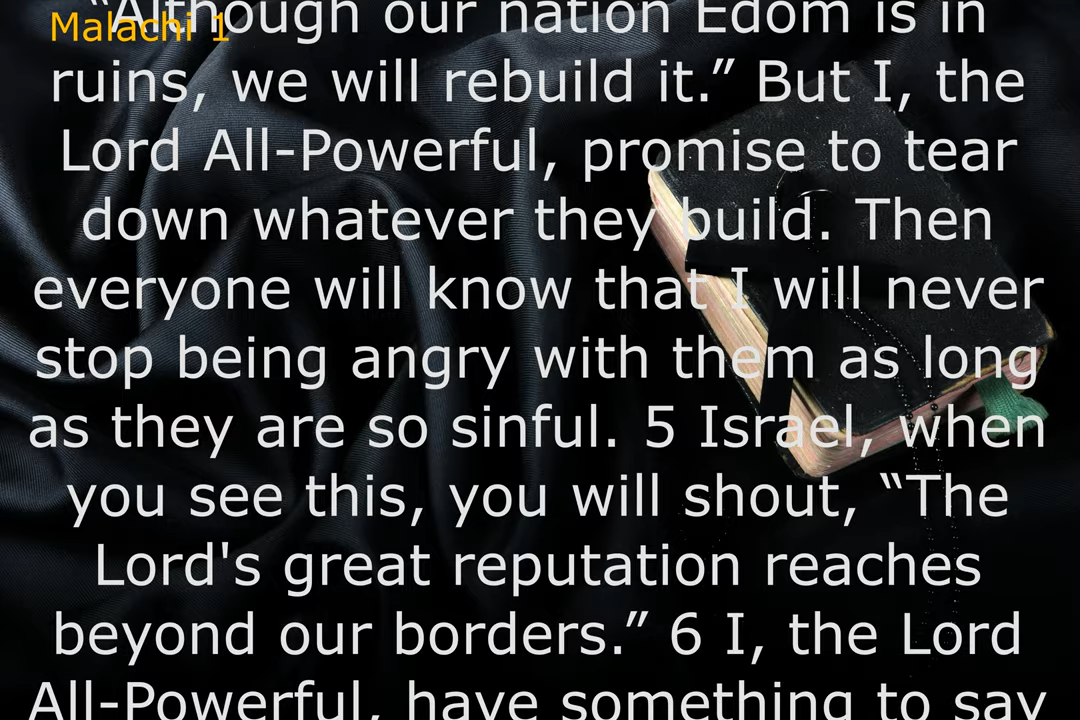 Malachi 1
“Although our nation Edom is in
ruins, we will rebuild it.” But I, the
Lord All-Powerful, promise to tear
down whatever they build. Then
everyone will know that I will never
stop being angry with them as long
as they are so sinful. 5 Israel, when
you see this, you will shout, “The
Lord's great reputation reaches
beyond our borders.” 6 I, the Lord
All-Powerful, have something to say